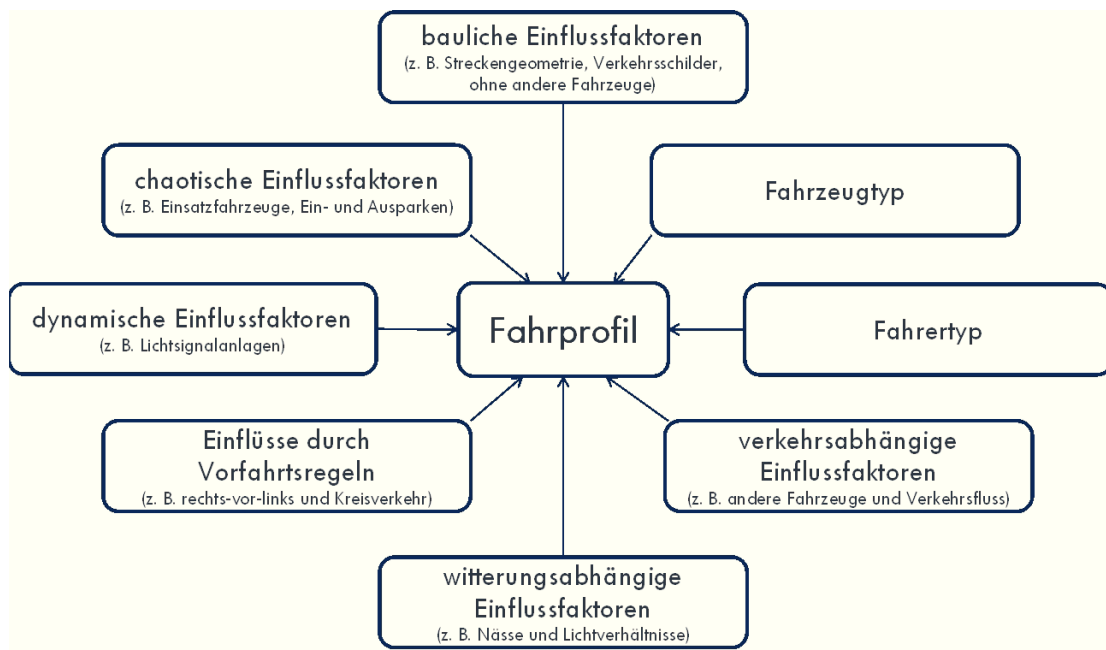 bauliche Einflussfaktoren
(z. B. Streckengeometrie, Verkehrsschilder,
ohne andere Fahrzeuge)
chaotische Einflussfaktoren
(z. B. Einsatzfahrzeuge, Ein- und Ausparken)
Fahrzeugtyp
dynamische Einflussfaktoren
(z. B. Lichtsignalanlagen)
Fahrprofil
Fahrertyp
Einflüsse durch
Vorfahrtsregeln
(z. B. rechts-vor-links und Kreisverkehr)
verkehrsabhängige
Einflussfaktoren
(z. B. andere Fahrzeuge und Verkehrsfluss)
witterungsabhängige
Einflussfaktoren
(z. B. Nässe und Lichtverhältnisse)